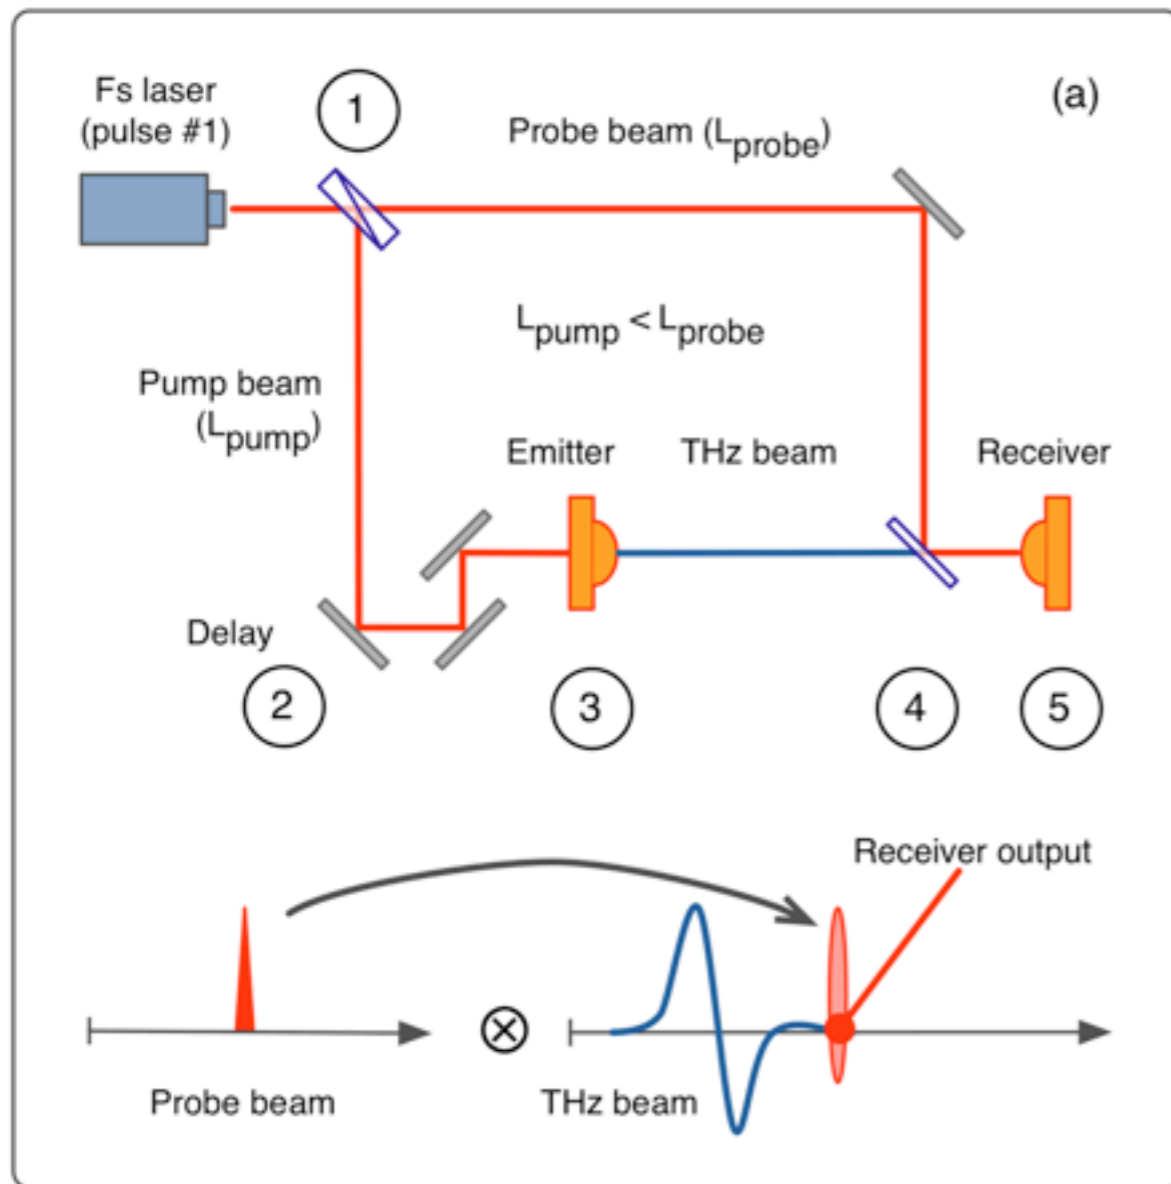 Fs laser
(pulse #1)
1
(a)
Probe beam (Lprobe)
Lpump < Lprobe
Pump beam
(Lpump)
Emitter
THz beam
Receiver
Delay
2
3
4
5
Receiver output
Probe beam
THz beam